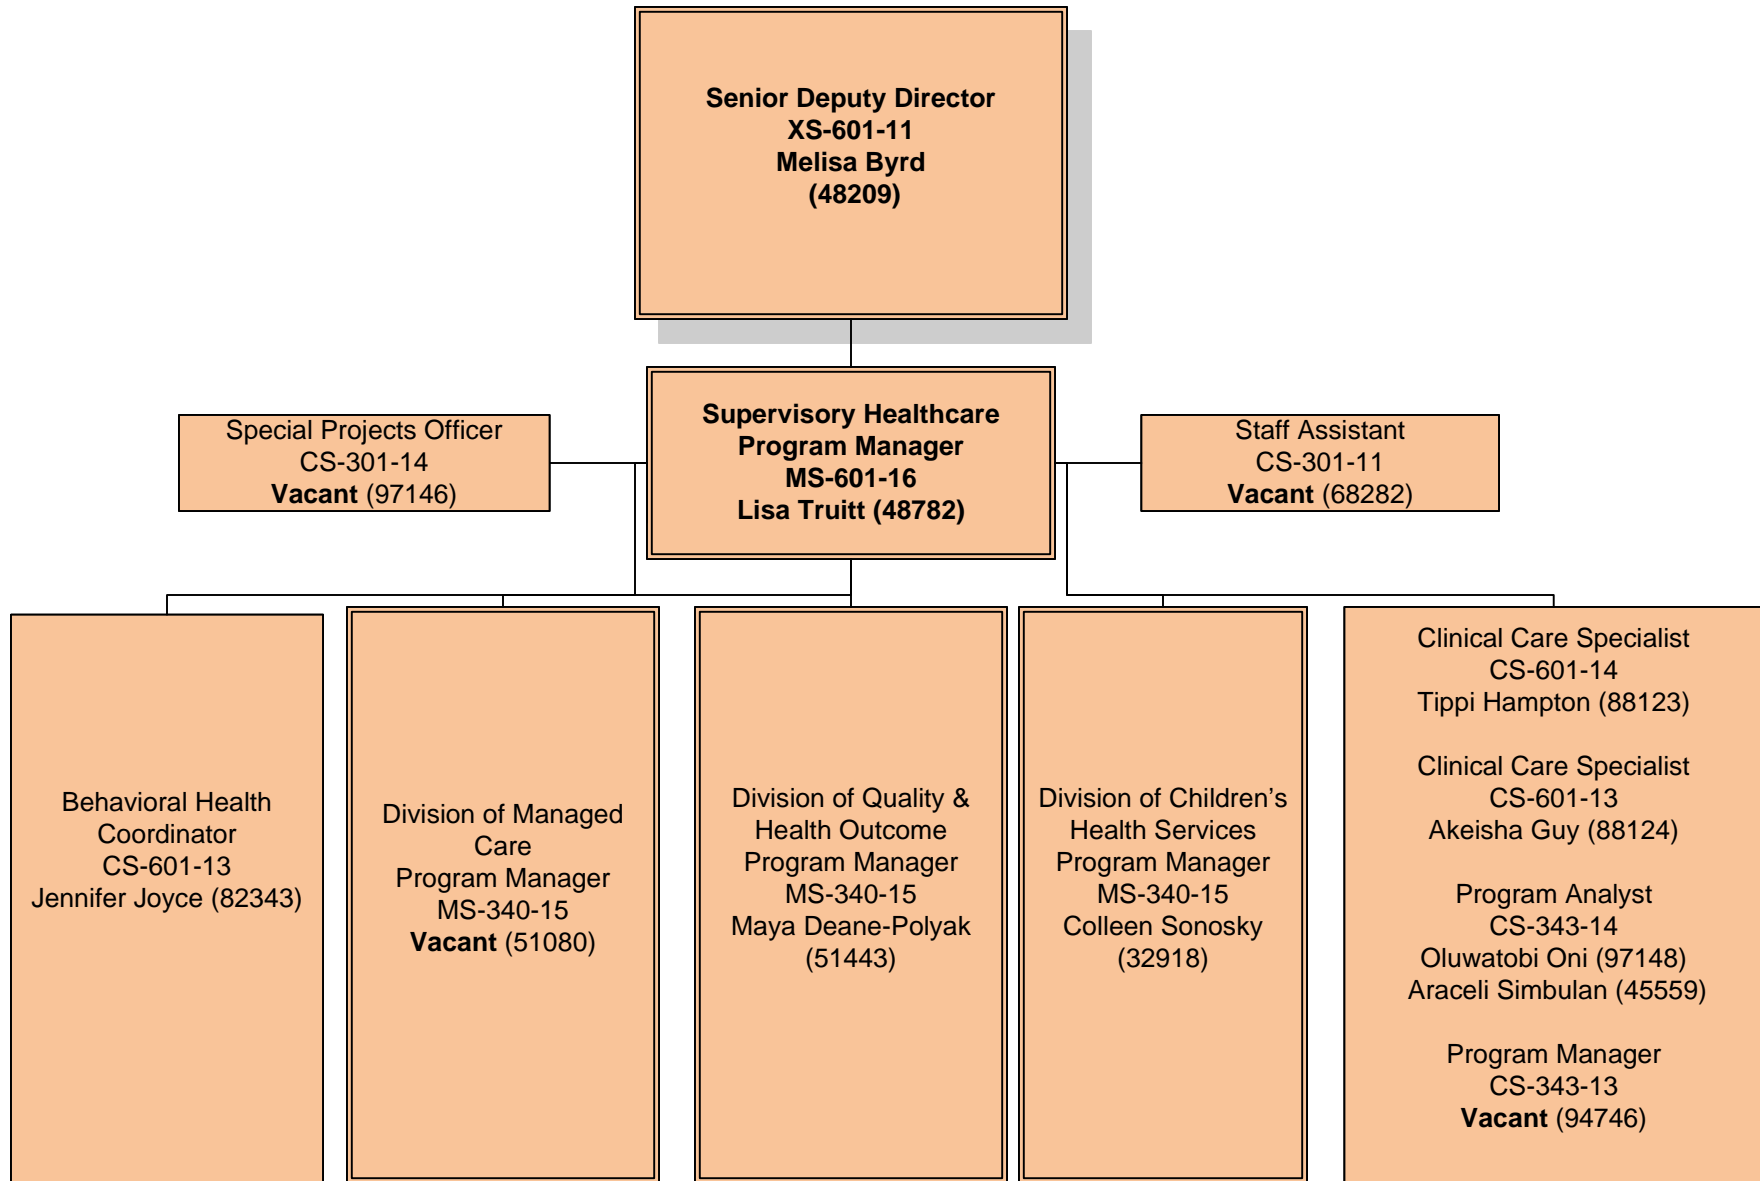 Senior Deputy Director
XS-601-11
Melisa Byrd
(48209)
Special Projects Officer
CS-301-14
Vacant (97146)
Supervisory Healthcare
Program Manager
MS-601-16
Lisa Truitt (48782)
Staff Assistant
CS-301-11
Vacant (68282)
Behavioral Health
Coordinator
CS-601-13
Jennifer Joyce (82343)
Division of Managed
Care
Program Manager
MS-340-15
Vacant (51080)
Division of Quality &
Health Outcome
Program Manager
MS-340-15
Maya Deane-Polyak
(51443)
Division of Children’s
Health Services
Program Manager
MS-340-15
Colleen Sonosky
(32918)
Clinical Care Specialist
CS-601-14
Tippi Hampton (88123)
Clinical Care Specialist
CS-601-13
Akeisha Guy (88124)
Program Analyst
CS-343-14
Oluwatobi Oni (97148)
Araceli Simbulan (45559)
Program Manager
CS-343-13
Vacant (94746)